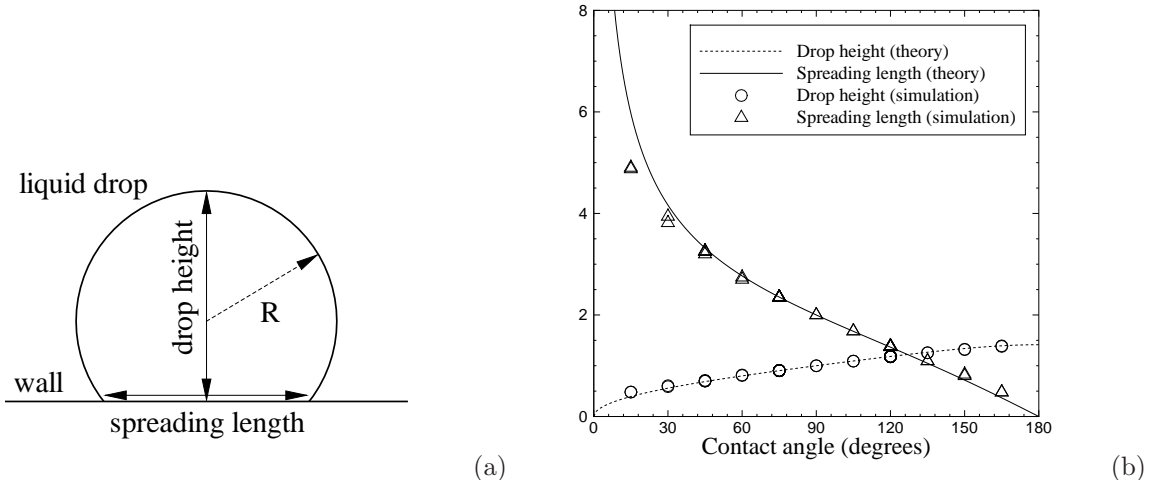 liquid drop
drop height
R
wall
spreading length
(a)
8
6
4
2
0
0 30 60 90 120 150 180
Contact angle (degrees)
Drop height (theory)
Spreading length (theory)
Drop height (simulation)
Spreading length (simulation)
(b)